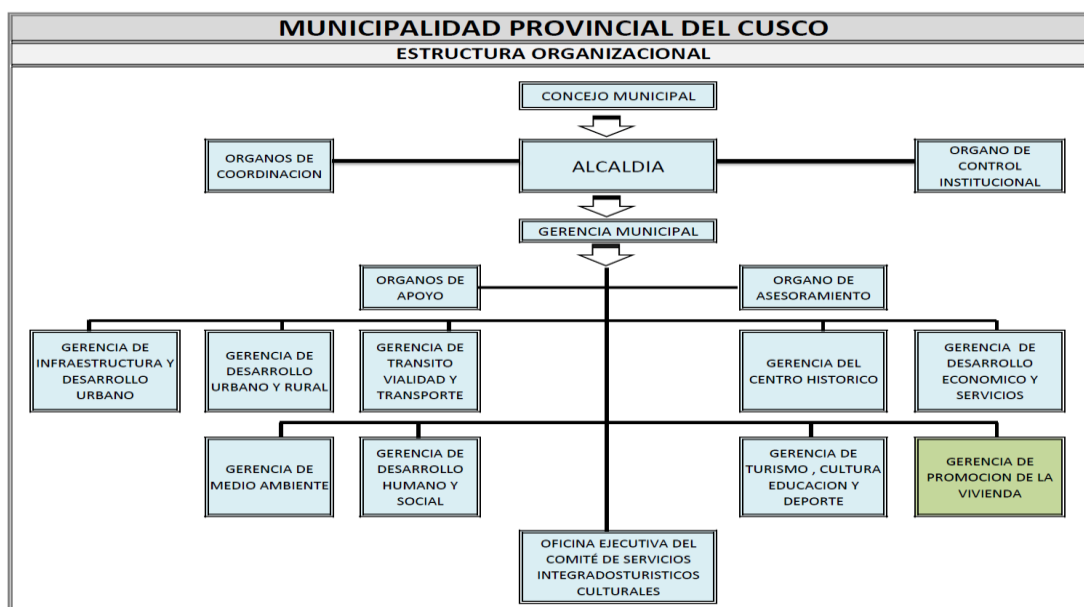 MUNICIPALIDAD PROVINCIAL DEL CUSCO
ESTRUCTURA ORGANIZACIONAL
CONCEJO MUNICIPAL
ORGANOS DE
COORDINACION
ALCALDIA
ORGANO DE
CONTROL
INSTITUCIONAL
GERENCIA MUNICIPAL
ORGANOS DE
APOYO
ORGANO DE
ASESORAMIENTO
GERENCIA DE
INFRAESTRUCTURA Y
DESARROLLO
URBANO
GERENCIA DE
DESARROLLO
URBANO Y RURAL
GERENCIA DE
TRANSITO
VIALIDAD Y
TRANSPORTE
GERENCIA DEL
CENTRO HISTORICO
GERENCIA DE
DESARROLLO
ECONOMICO Y
SERVICIOS
GERENCIA DE
MEDIO AMBIENTE
GERENCIA DE
DESARROLLO
HUMANO Y
SOCIAL
GERENCIA DE
TURISMO , CULTURA
EDUCACION Y
DEPORTE
GERENCIA DE
PROMOCION DE LA
VIVIENDA
OFICINA EJECUTIVA DEL
COMITÉ DE SERVICIOS
INTEGRADOSTURISTICOS
CULTURALES